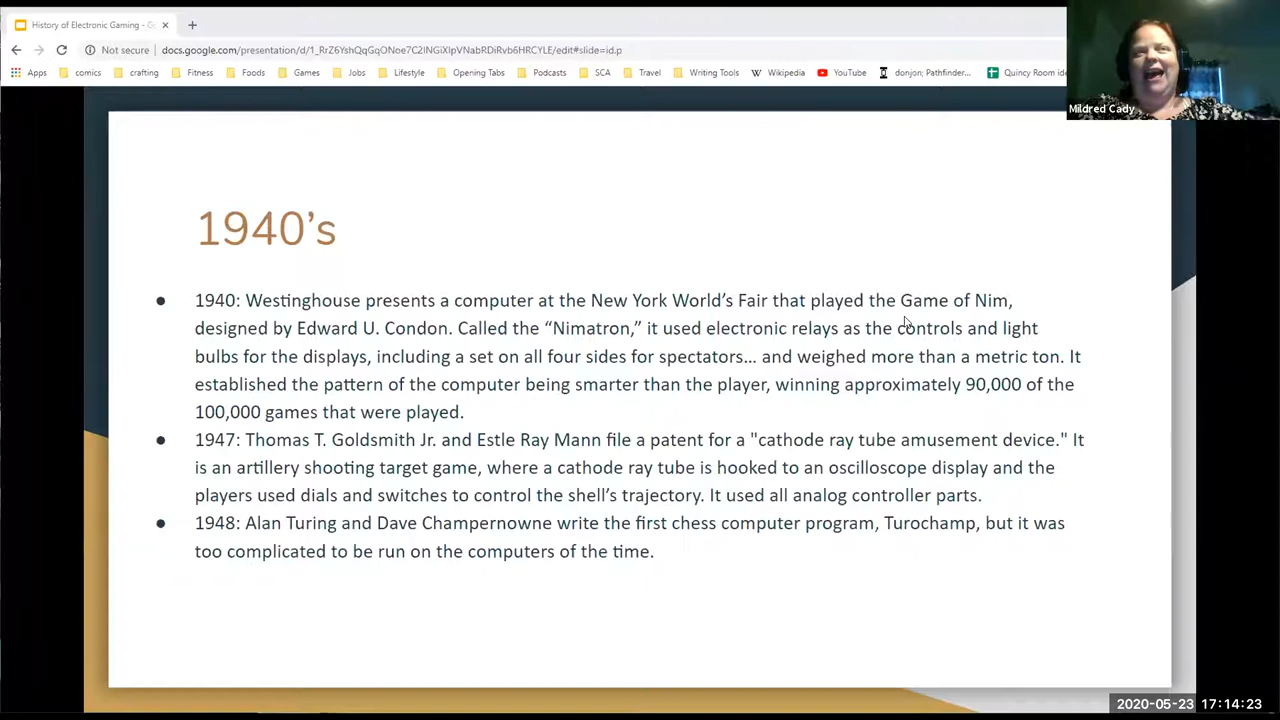 History of Electronic Gaming - G
Not secure
docs.google.com/presentation/d/1_RrZ6YshQqGqONoe7C2lNGiXlpVNabRDiRvb6HRCYLE/edit#slide=id.p
Apps comics crafting Fitness Foods Games Jobs Lifestyle Opening Tabs Podcasts SCA Travel Writing Tools Wikipedia YouTube donjon; Pathfinder... Quincy Room
Mildred Cady
1940’s
● 1940: Westinghouse presents a computer at the New York World’s Fair that played the Game of Nim,
designed by Edward U. Condon. Called the “Nimatron,” it used electronic relays as the controls and light
bulbs for the displays, including a set on all four sides for spectators… and weighed more than a metric ton. It
established the pattern of the computer being smarter than the player, winning approximately 90,000 of the
100,000 games that were played.
● 1947: Thomas T. Goldsmith Jr. and Estle Ray Mann file a patent for a "cathode ray tube amusement device." It
is an artillery shooting target game, where a cathode ray tube is hooked to an oscilloscope display and the
players used dials and switches to control the shell’s trajectory. It used all analog controller parts.
● 1948: Alan Turing and Dave Champernowne write the first chess computer program, Turochamp, but it was
too complicated to be run on the computers of the time.
2020-05-23 17:14:23